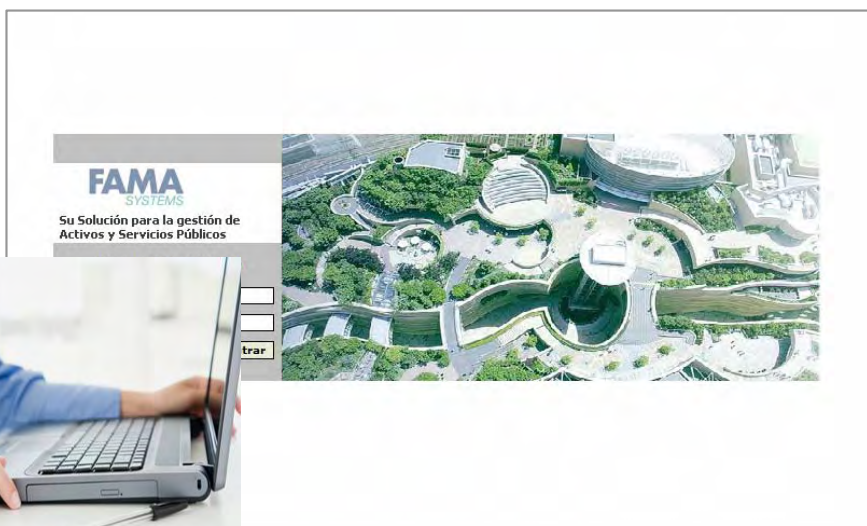 FAMA
SYSTEMS
Su Solución para la gestión de
Activos y Servicios Públicos
trar